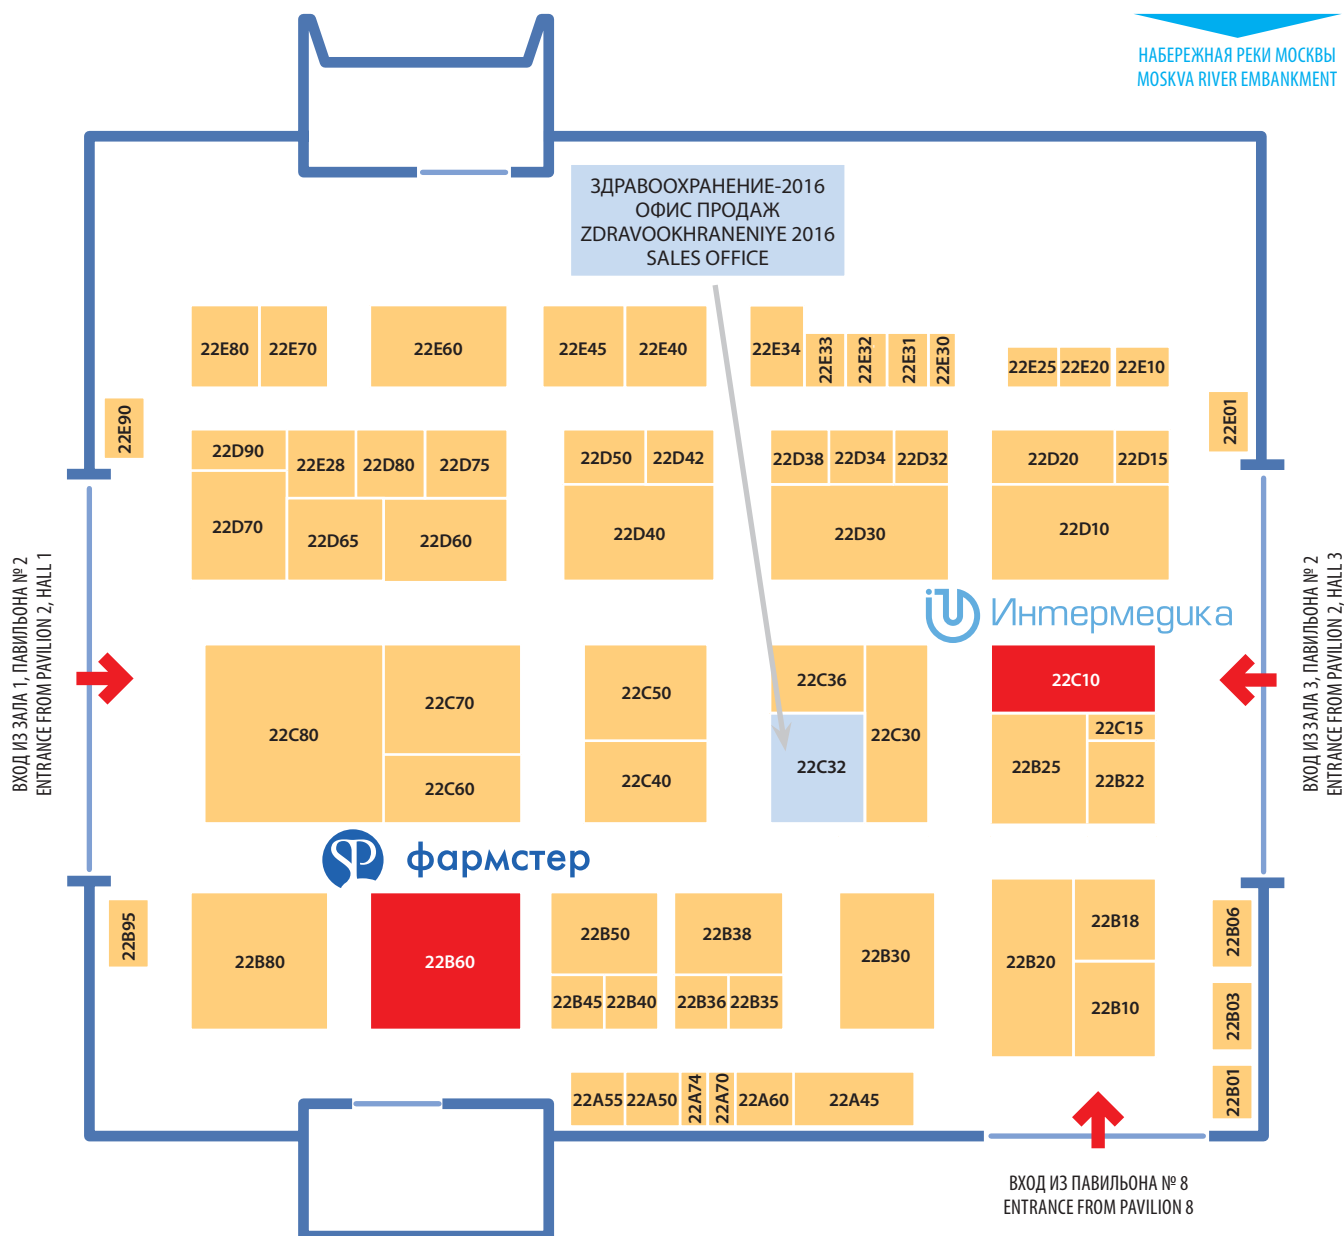 НАБЕРЕЖНАЯ РЕКИ МОСКВЫ
MOSKVA RIVER EMBANKMENT
ЗДРАВООХРАНЕНИЕ-2016
ОФИС ПРОДАЖ
ZDRAVOOKHRANENIYE 2016
SALES OFFICE
22E80
22E70
22E60
22E45
22E40
22E34
22E33
22E32
22E31
22E30
22E25
22E20
22E10
22E90
22E01
22D90
22E28
22D80
22D75
22D50
22D42
22D38
22D34
22D32
22D20
22D15
22D70
22D65
22D60
22D40
22D30
22D10
ВХОД ИЗ ЗАЛА 1, ПАВИЛЬОНА № 2
ENTRANCE FROM PAVILION 2, HALL 1
ВХОД ИЗ ЗАЛА 3, ПАВИЛЬОНА № 2
ENTRANCE FROM PAVILION 2, HALL 3
Интермедика
22C80
22C70
22C60
22C50
22C40
22C36
22C32
22C30
22C10
22C15
22B25
22B22
фармстер
22B95
22B80
22B60
22B50
22B45
22B40
22B38
22B36
22B35
22B30
22B20
22B18
22B10
22B06
22B03
22B01
22A55
22A50
22A74
22A70
22A60
22A45
ВХОД ИЗ ПАВИЛЬОНА № 8
ENTRANCE FROM PAVILION 8